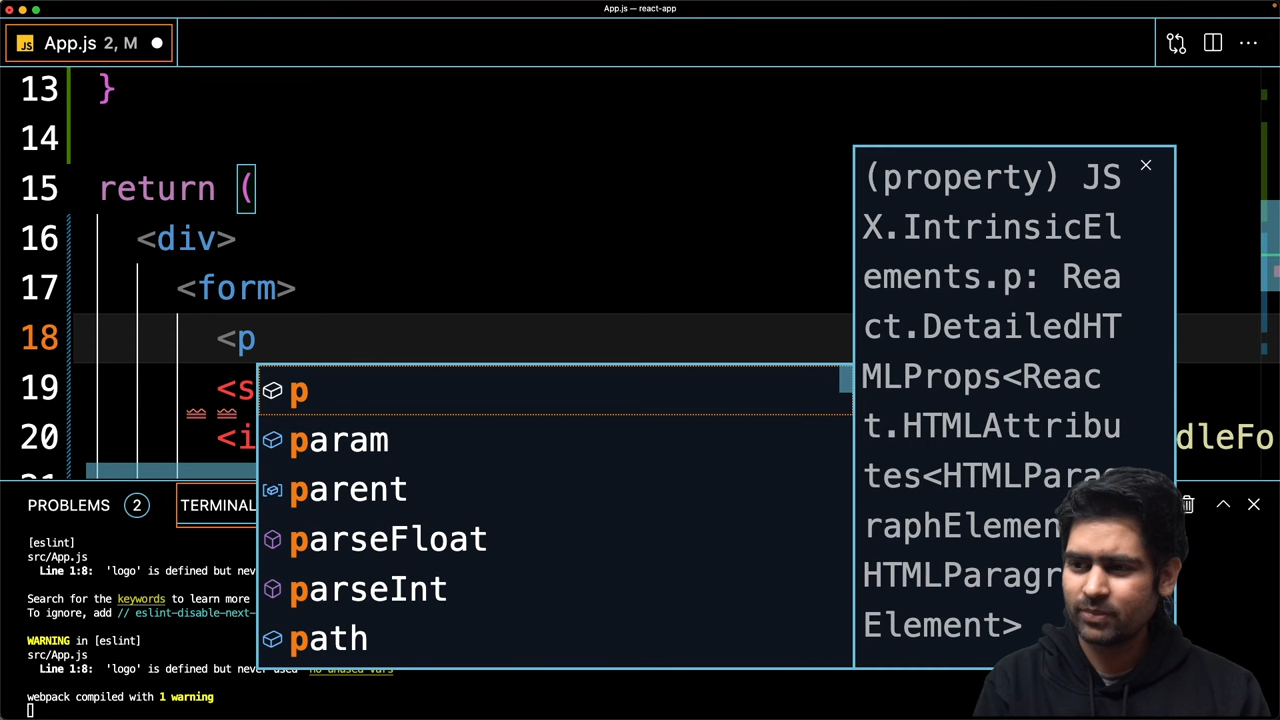 App.js — react-app
JS App.js 2, M
13 }
14
15 return (
16 <div>
17 <form>
18 <p
19 <s
20 <i
dleFo
p
param
parent
parseFloat
parseInt
path
(property) JS
X.IntrinsicEl
ements.p: Rea
ct.DetailedHT
MLProps<Reac
t.HTMLAttribu
tes<HTMLParag
raphElemen
HTMLParagr
Element>
PROBLEMS 2 TERMINAL
[eslint]
src/App.js
Line 1:8: 'logo' is defined but nev
Search for the keywords to learn more
To ignore, add // eslint-disable-next-
WARNING in [eslint]
src/App.js
Line 1:8: 'logo' is defined but never used no-unused-vars
webpack compiled with 1 warning